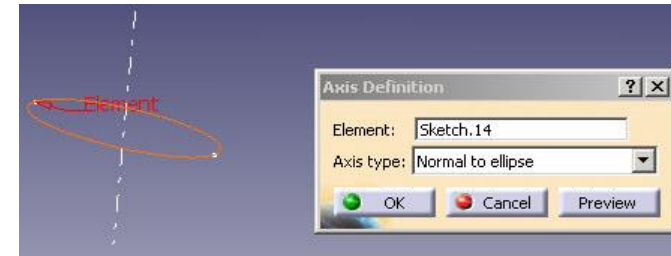 Element
Axis Definition
Element: Sketch.14
Axis type: Normal to ellipse
OK Cancel Preview